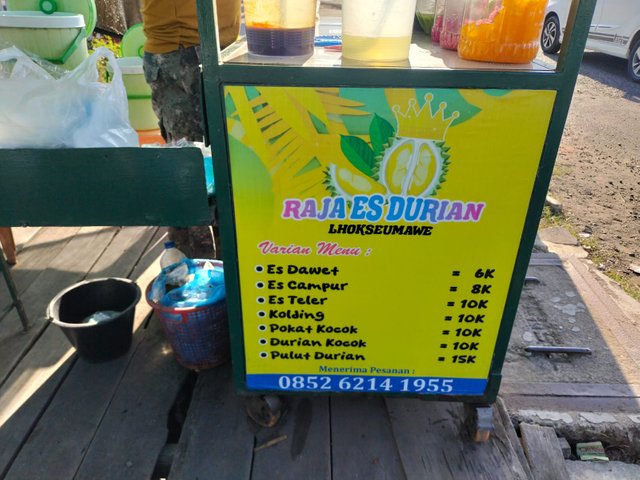 RAJA ES DURIAN
LHOKSEUMAWE
Varian Menu :
• Es Dawet = 6K
• Es Campur = 8K
• Es Teler = 10K
• Kolding = 10K
• Pokat Kocok = 10K
• Durian Kocok = 10K
• Pulut Durian = 15K
Menerima Pesanan :
0852 6214 1955